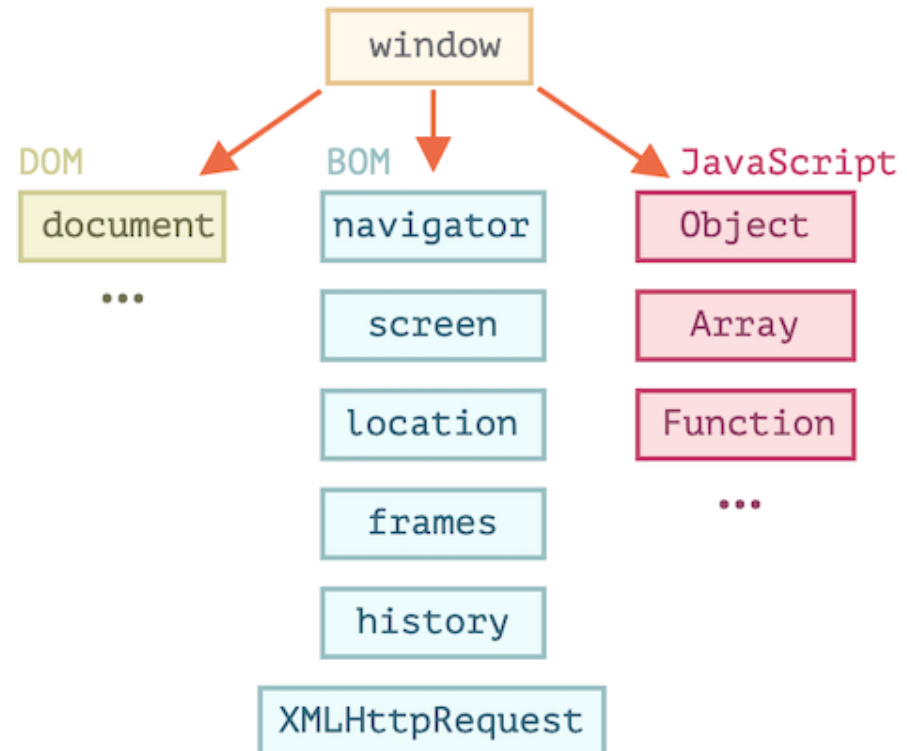 window
DOM
BOM
JavaScript
document
navigator
Object
...
screen
Array
location
Function
frames
...
history
XMLHttpRequest